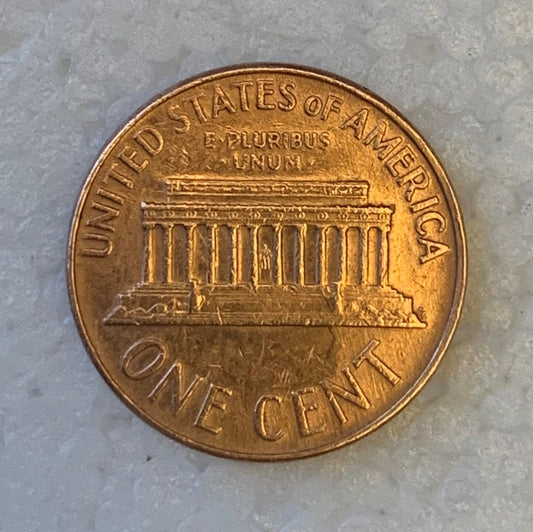 UNITED STATES OF AMERICA
E·PLURIBUS
·UNUM·
ONE CENT